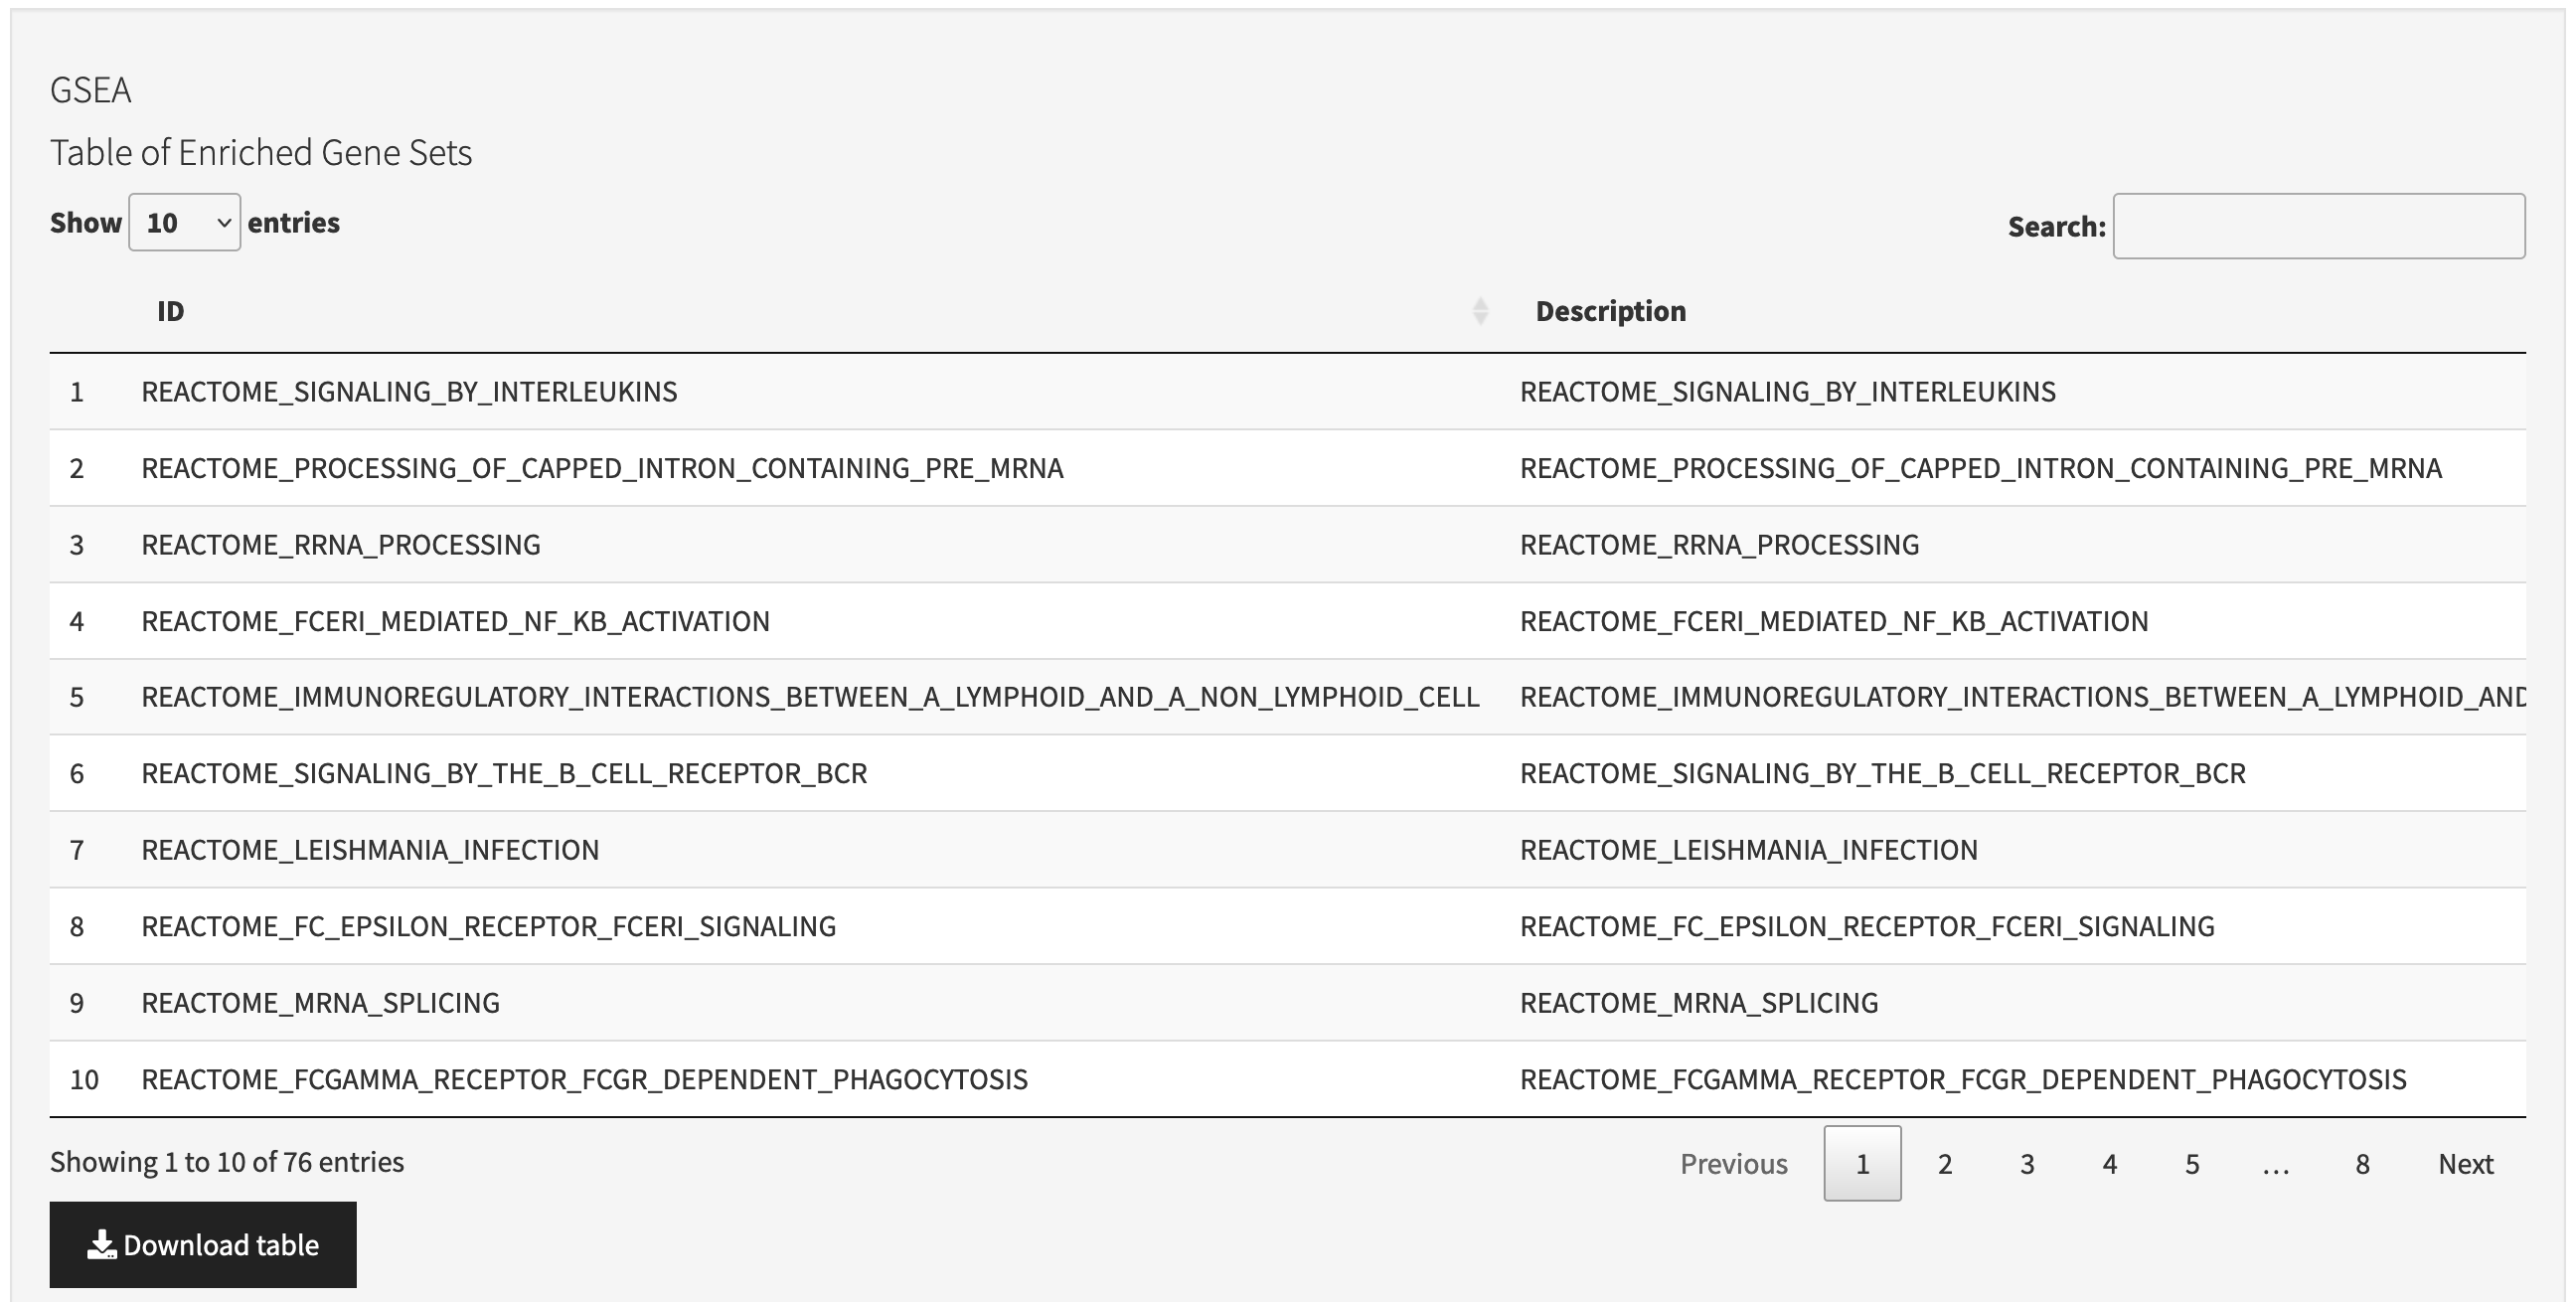 GSEA
Table of Enriched Gene Sets
Show 10 entries Search:
ID Description
1 REACTOME_SIGNALING_BY_INTERLEUKINS REACTOME_SIGNALING_BY_INTERLEUKINS
2 REACTOME_PROCESSING_OF_CAPPED_INTRON_CONTAINING_PRE_MRNA REACTOME_PROCESSING_OF_CAPPED_INTRON_CONTAINING_PRE_MRNA
3 REACTOME_RRNA_PROCESSING REACTOME_RRNA_PROCESSING
4 REACTOME_FCERI_MEDIATED_NF_KB_ACTIVATION REACTOME_FCERI_MEDIATED_NF_KB_ACTIVATION
5 REACTOME_IMMUNOREGULATORY_INTERACTIONS_BETWEEN_A_LYMPHOID_AND_A_NON_LYMPHOID_CELL REACTOME_IMMUNOREGULATORY_INTERACTIONS_BETWEEN_A_LYMPHOID_AND
6 REACTOME_SIGNALING_BY_THE_B_CELL_RECEPTOR_BCR REACTOME_SIGNALING_BY_THE_B_CELL_RECEPTOR_BCR
7 REACTOME_LEISHMANIA_INFECTION REACTOME_LEISHMANIA_INFECTION
8 REACTOME_FC_EPSILON_RECEPTOR_FCERI_SIGNALING REACTOME_FC_EPSILON_RECEPTOR_FCERI_SIGNALING
9 REACTOME_MRNA_SPLICING REACTOME_MRNA_SPLICING
10 REACTOME_FCGAMMA_RECEPTOR_FCGR_DEPENDENT_PHAGOCYTOSIS REACTOME_FCGAMMA_RECEPTOR_FCGR_DEPENDENT_PHAGOCYTOSIS
Showing 1 to 10 of 76 entries Previous 1 2 3 4 5 … 8 Next
Download table